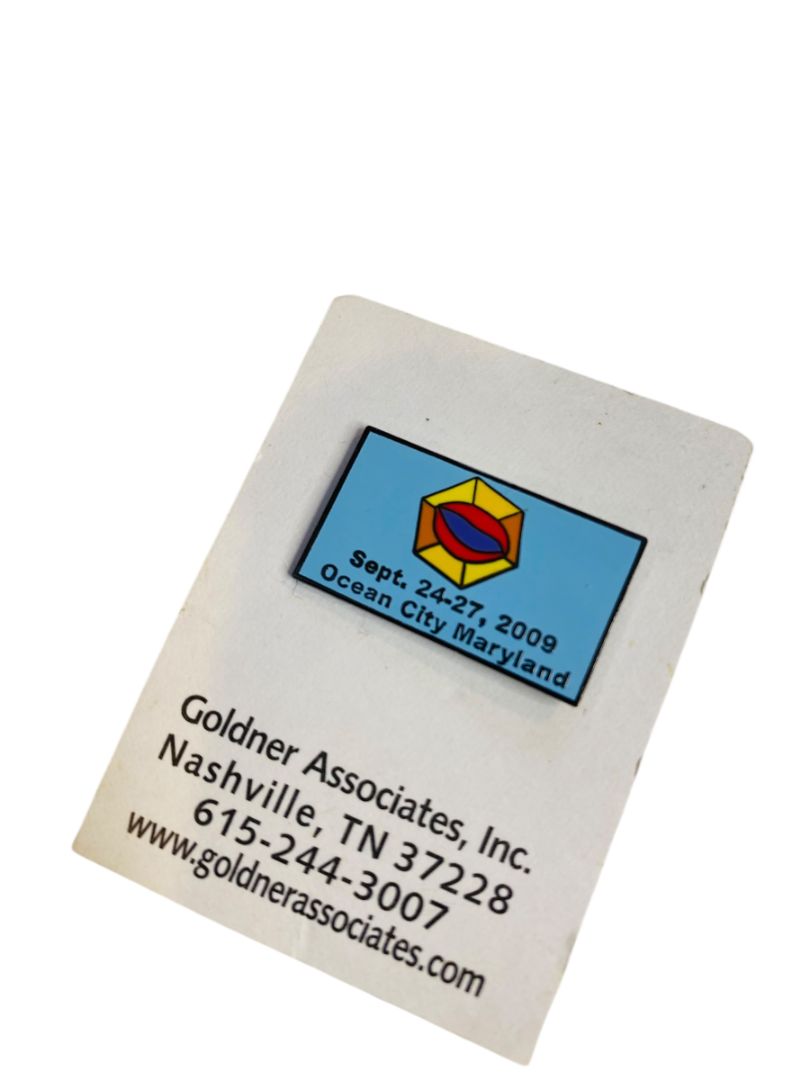 Sept. 24-27, 2009
Ocean City Maryland
Goldner Associates, Inc.
Nashville, TN 37228
615-244-3007
www.goldnerassociates.com